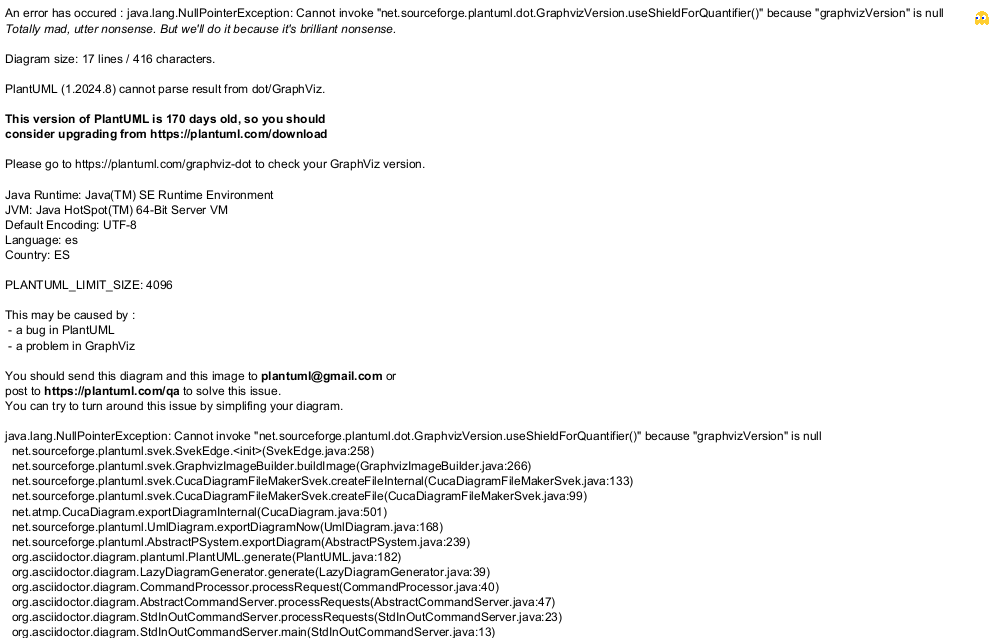 An error has occured : java.lang.NullPointerException: Cannot invoke "net.sourceforge.plantuml.dot.GraphvizVersion.useShieldForQuantifier()" because "graphvizVersion" is null
Totally mad, utter nonsense. But we'll do it because it's brilliant nonsense.
Diagram size: 17 lines / 416 characters.
PlantUML (1.2024.8) cannot parse result from dot/GraphViz.
This version of PlantUML is 170 days old, so you should
consider upgrading from https://plantuml.com/download
Please go to https://plantuml.com/graphviz-dot to check your GraphViz version.
Java Runtime: Java(TM) SE Runtime Environment
JVM: Java HotSpot(TM) 64-Bit Server VM
Default Encoding: UTF-8
Language: es
Country: ES
PLANTUML_LIMIT_SIZE: 4096
This may be caused by :
- a bug in PlantUML
- a problem in GraphViz
You should send this diagram and this image to plantuml@gmail.com or
post to https://plantuml.com/qa to solve this issue.
You can try to turn around this issue by simplifing your diagram.
java.lang.NullPointerException: Cannot invoke "net.sourceforge.plantuml.dot.GraphvizVersion.useShieldForQuantifier()" because "graphvizVersion" is null
net.sourceforge.plantuml.svek.SvekEdge.<init>(SvekEdge.java:258)
net.sourceforge.plantuml.svek.GraphvizImageBuilder.buildImage(GraphvizImageBuilder.java:266)
net.sourceforge.plantuml.svek.CucaDiagramFileMakerSvek.createFileInternal(CucaDiagramFileMakerSvek.java:133)
net.sourceforge.plantuml.svek.CucaDiagramFileMakerSvek.createFile(CucaDiagramFileMakerSvek.java:99)
net.atmp.CucaDiagram.exportDiagramInternal(CucaDiagram.java:501)
net.sourceforge.plantuml.UmlDiagram.exportDiagramNow(UmlDiagram.java:168)
net.sourceforge.plantuml.AbstractPSystem.exportDiagram(AbstractPSystem.java:239)
org.asciidoctor.diagram.plantuml.PlantUML.generate(PlantUML.java:182)
org.asciidoctor.diagram.LazyDiagramGenerator.generate(LazyDiagramGenerator.java:39)
org.asciidoctor.diagram.CommandProcessor.processRequest(CommandProcessor.java:40)
org.asciidoctor.diagram.AbstractCommandServer.processRequests(AbstractCommandServer.java:47)
org.asciidoctor.diagram.StdInOutCommandServer.processRequests(StdInOutCommandServer.java:23)
org.asciidoctor.diagram.StdInOutCommandServer.main(StdInOutCommandServer.java:13)